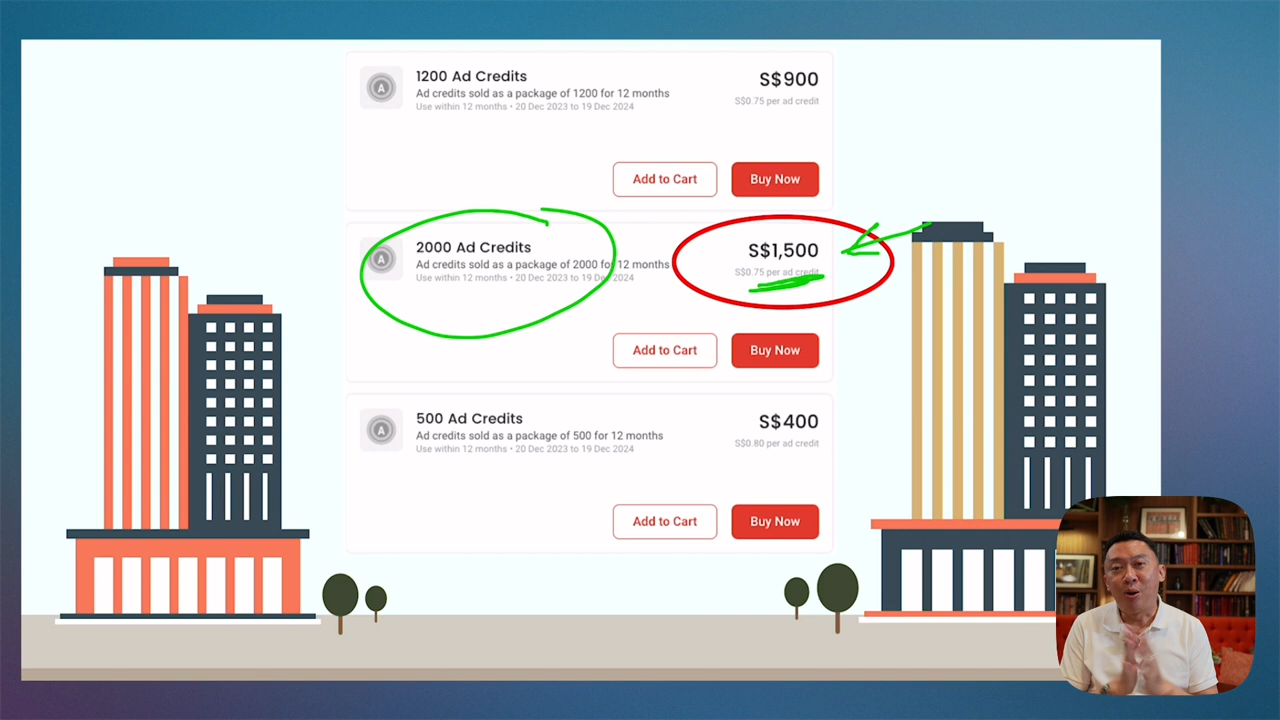 1200 Ad Credits
Ad credits sold as a package of 1200 for 12 months
Use within 12 months • 20 Dec 2023 to 19 Dec 2024
S$900
S$0.75 per ad credit
Add to Cart
Buy Now
2000 Ad Credits
Ad credits sold as a package of 2000 for 12 months
Use within 12 months • 20 Dec 2023 to 19 Dec 2024
S$1,500
S$0.75 per ad credit
Add to Cart
Buy Now
500 Ad Credits
Ad credits sold as a package of 500 for 12 months
Use within 12 months • 20 Dec 2023 to 19 Dec 2024
S$400
S$0.80 per ad credit
Add to Cart
Buy Now
A
A
A